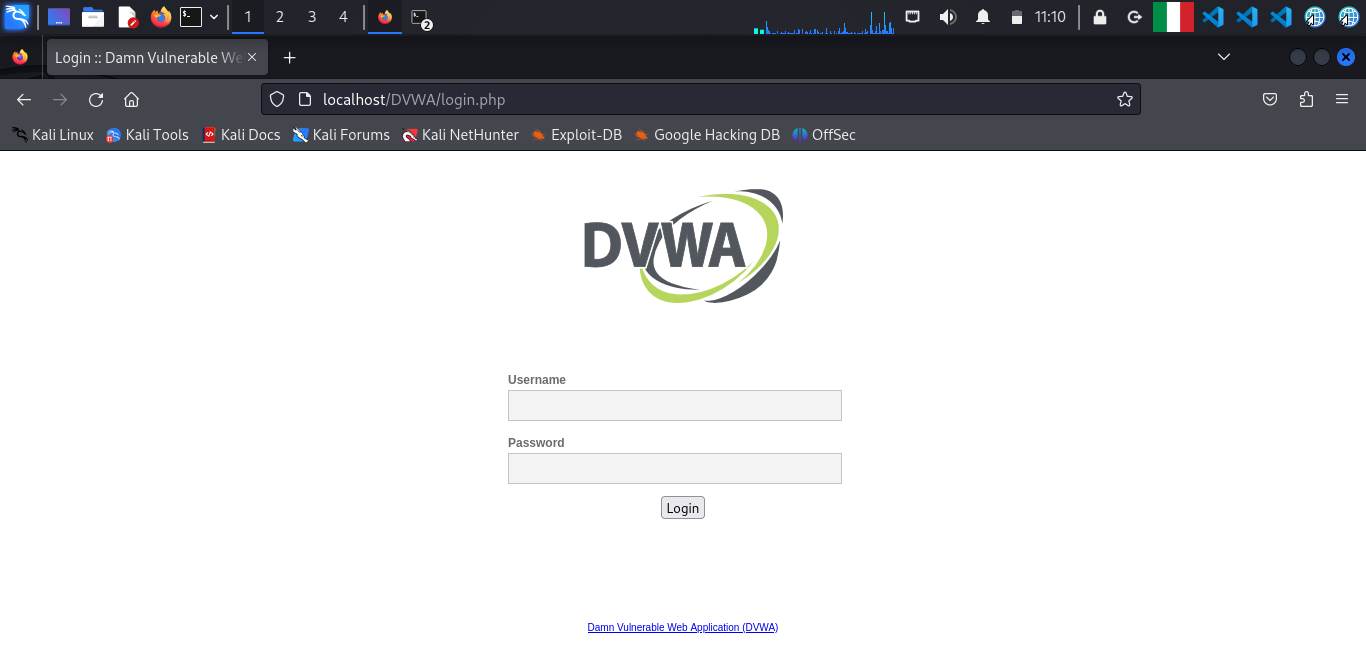 1 2 3 4 2 11:10
Login :: Damn Vulnerable We
localhost/DVWA/login.php
Kali Linux Kali Tools Kali Docs Kali Forums Kali NetHunter Exploit-DB Google Hacking DB OffSec
DVWA
Username
Password
Login
Damn Vulnerable Web Application (DVWA)